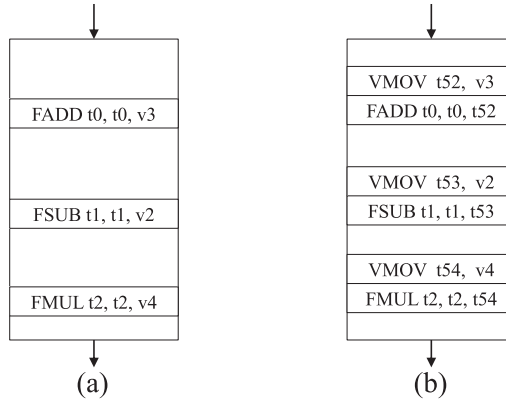 FADD t0, t0, v3
FSUB t1, t1, v2
FMUL t2, t2, v4
(a)
VMOV t52, v3
FADD t0, t0, t52
VMOV t53, v2
FSUB t1, t1, t53
VMOV t54, v4
FMUL t2, t2, t54
(b)